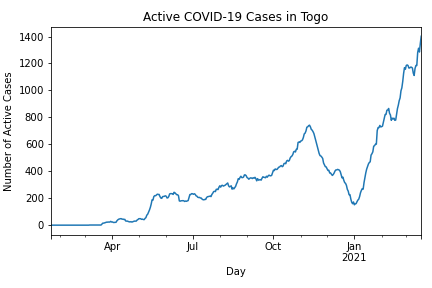 Active COVID-19 Cases in Togo
Number of Active Cases
1400
1200
1000
800
600
400
200
0
Apr
Jul
Oct
Jan
2021
Day